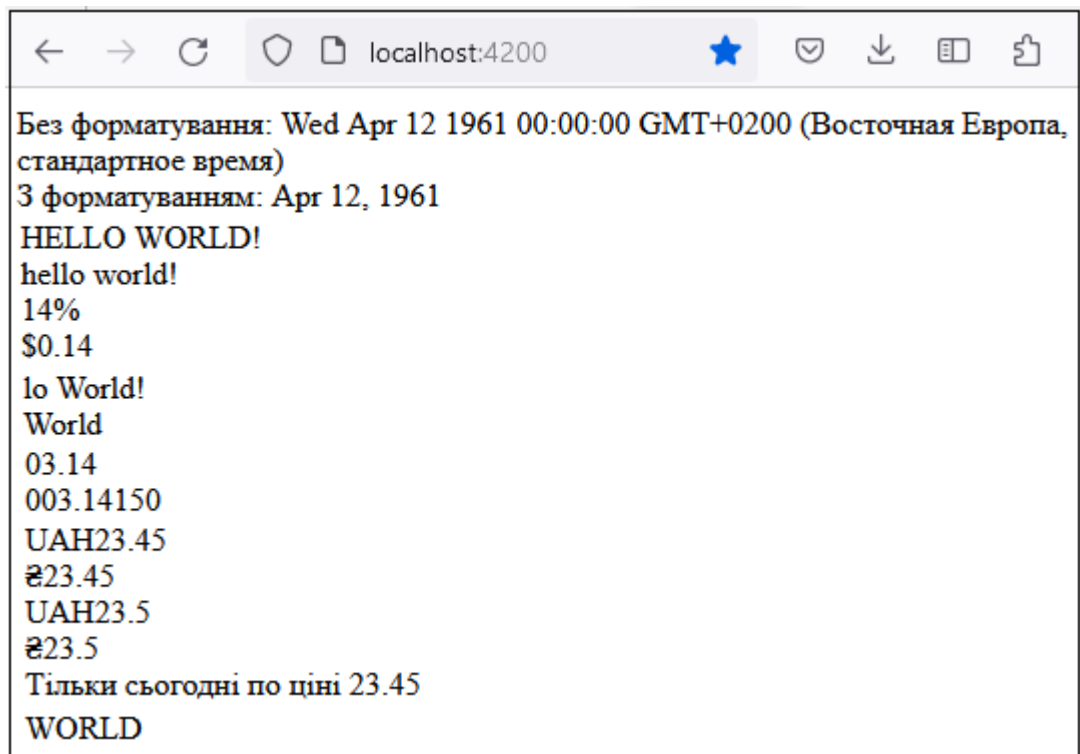 localhost:4200
Без форматування: Wed Apr 12 1961 00:00:00 GMT+0200 (Восточная Европа,
стандартное время)
З форматуванням: Apr 12, 1961
HELLO WORLD!
hello world!
14%
$0.14
lo World!
World
03.14
003.14150
UAH23.45
₴23.45
UAH23.5
₴23.5
Тільки сьогодні по ціні 23.45
WORLD